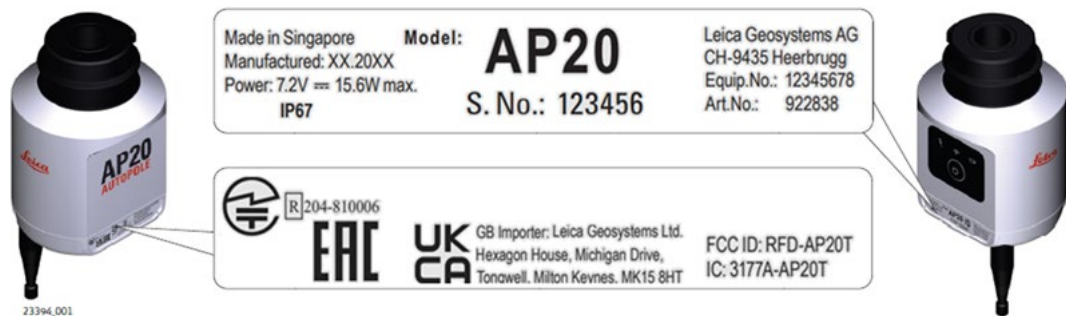 Made in Singapore
Manufactured: XX.20XX
Power: 7.2V ⎓ 15.6W max.
IP67
Model: AP20
S. No.: 123456
Leica Geosystems AG
CH-9435 Heerbrugg
Equip.No.: 12345678
Art.No.: 922838
Leica
AP20
AUTOPOLE
R 204-810006
EAC
UK
CA
GB Importer: Leica Geosystems Ltd.
Hexagon House, Michigan Drive,
Tongwell, Milton Keynes, MK15 8HT
FCC ID: RFD-AP20T
IC: 3177A-AP20T
Leica
23394_001